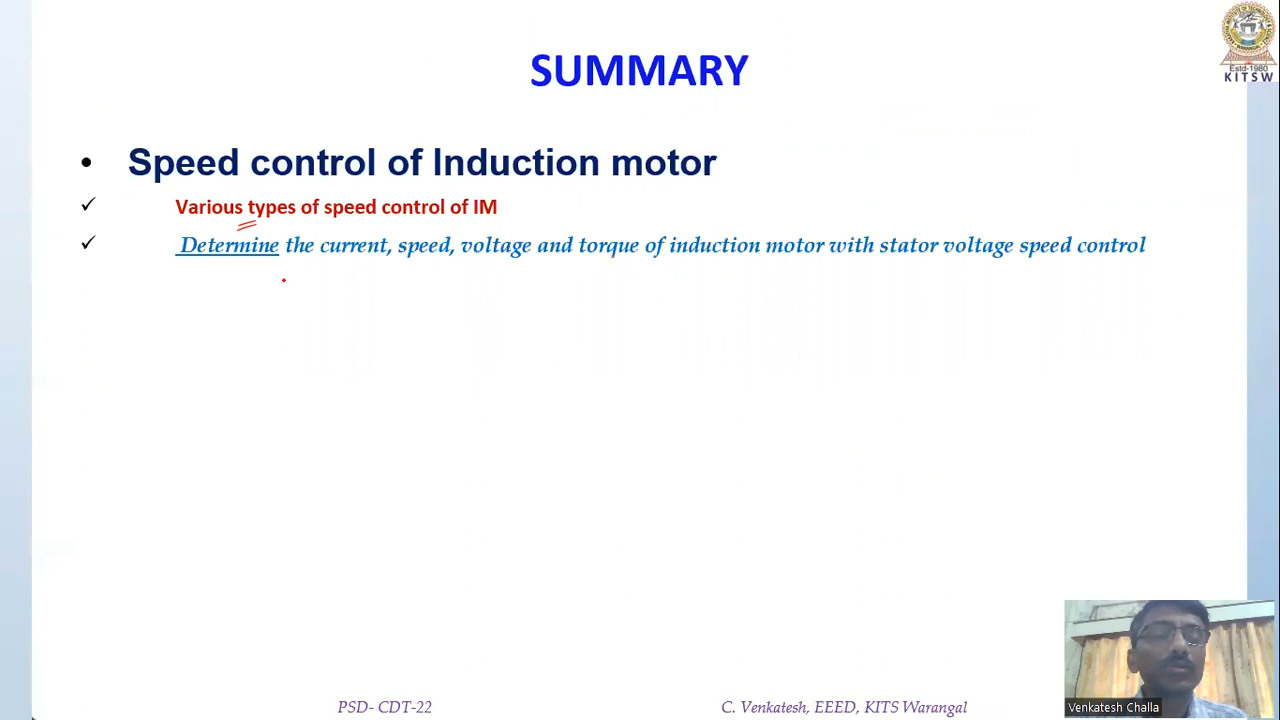 SUMMARY
Estd-1980
KITSW
• Speed control of Induction motor
✓ Various types of speed control of IM
✓ Determine the current, speed, voltage and torque of induction motor with stator voltage speed control
PSD- CDT-22
C. Venkatesh, EEED, KITS Warangal
Venkatesh Challa